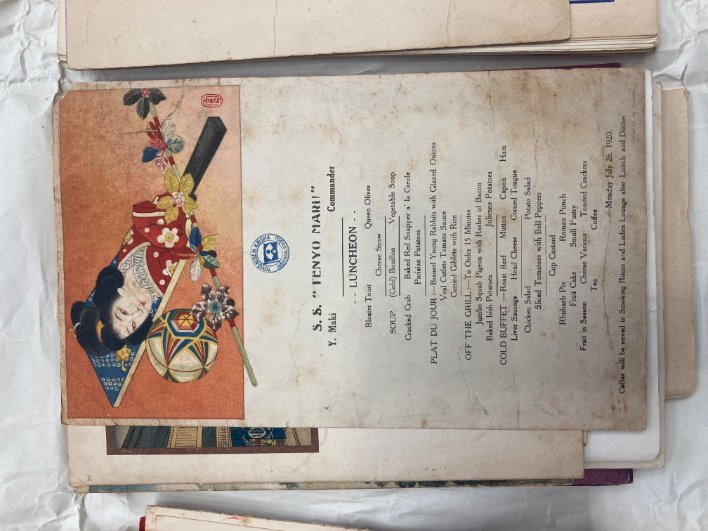 S. S. "TENYO MARU"
Y. Maki Commander
LUNCHEON
Bloater Toast Cheese Straw Queen Olives
SOUP. (Cold) Bouillon Vegetable Soup
Cracked Crab Baked Red Snapper a la Creole
Parisian Potatoes
PLAT DU JOUR:—Braised Young Rabbits with Glazed Onions
Veal Cutlets Tomato Sauce
Curried Giblets with Rice
OFF THE GRILL:—To Order 15 Minutes
Jumbo Squab Pigeon with Rasher of Bacon
Baked Irish Potatoes Julienne Potatoes
COLD BUFFET:—Roast Beef Mutton Capon Ham
Liver Sausage Head Cheese Corned Tongue
Chicken Salad Potato Salad
Sliced Tomatoes with Bell Peppers
Cup Custard
Rhubarb Pie Roman Punch
Fruit Cake Small Pastry
Fruit in Season Cheese Various Toasted Crackers
Tea Coffee
Monday July 26, 1920.
Coffee will be served in Smoking Room and Ladies Lounge after Lunch and Dinner